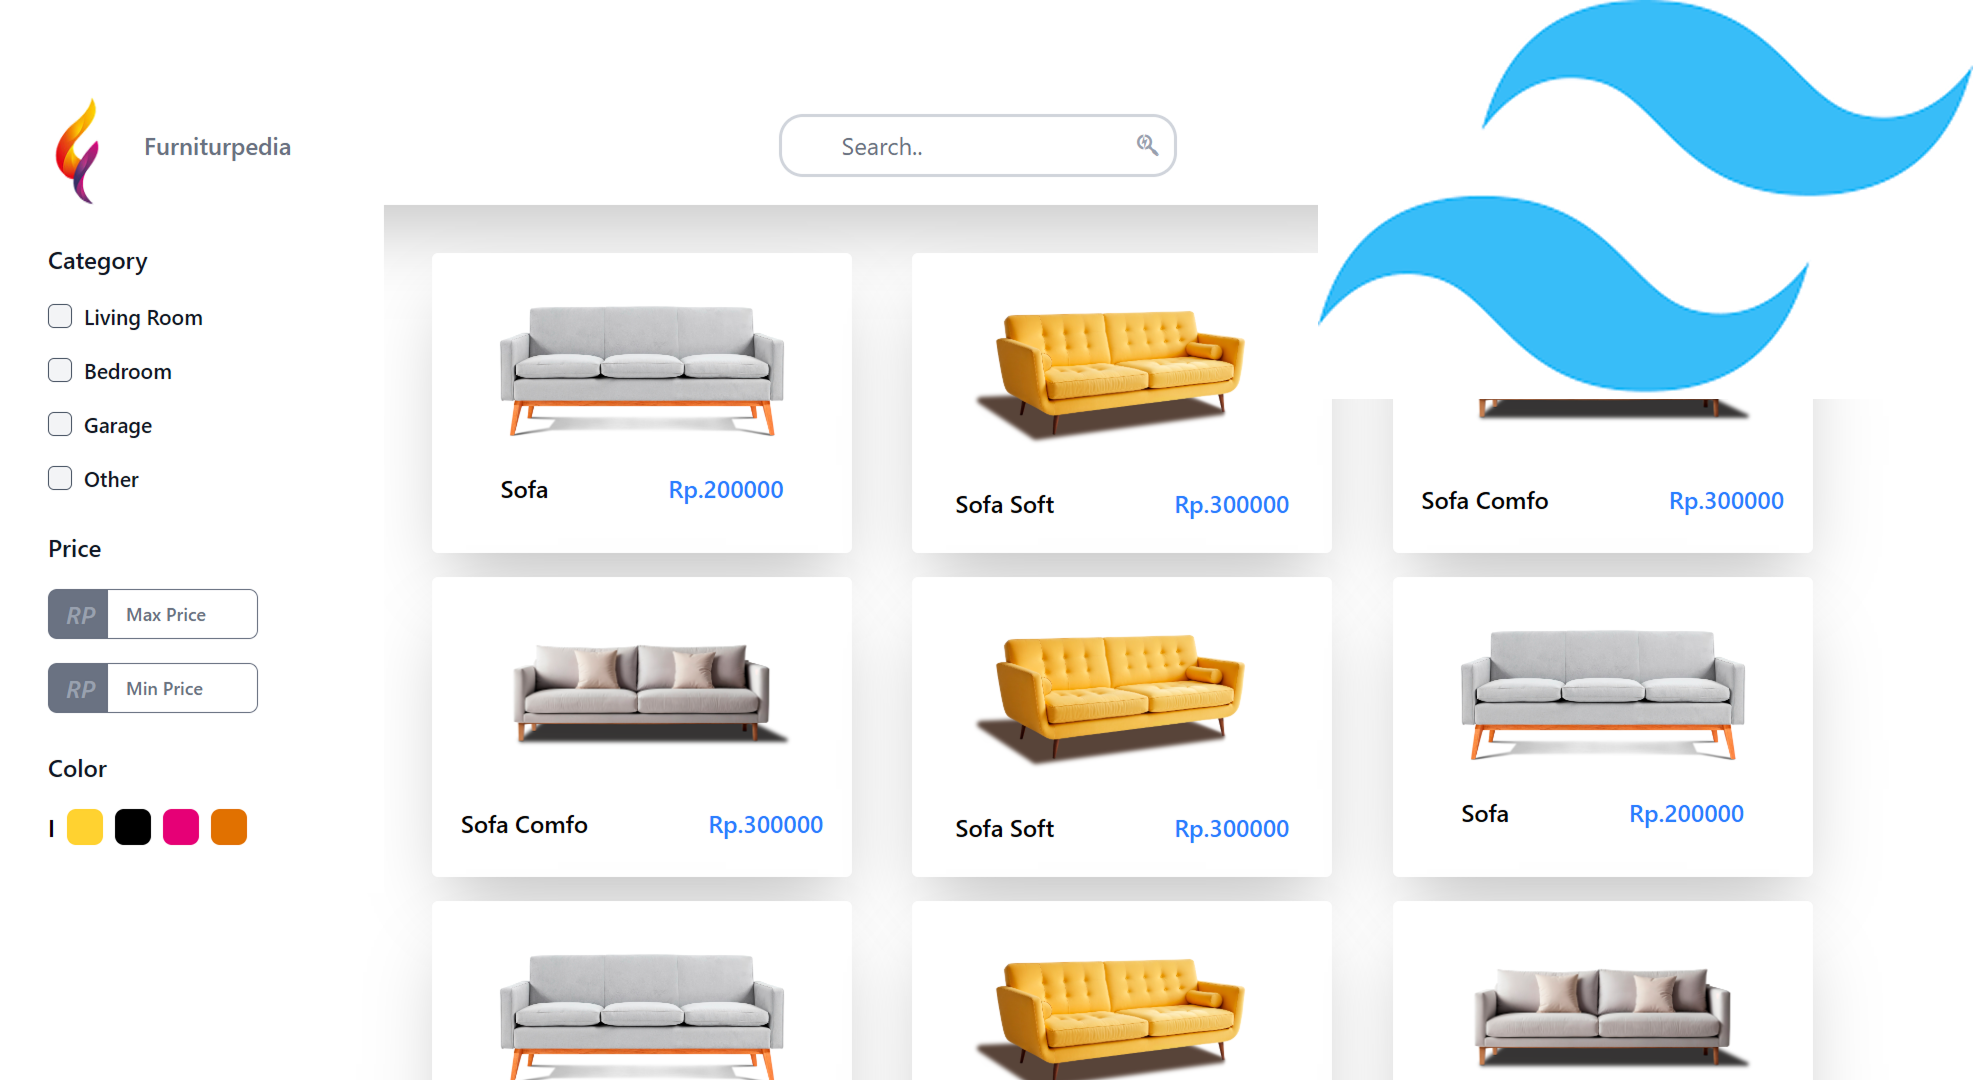 Furniturpedia
Search..
Category
Living Room
Bedroom
Garage
Other
Price
RP Max Price
RP Min Price
Color
I
Sofa Rp.200000
Sofa Soft Rp.300000
Sofa Comfo Rp.300000
Sofa Comfo Rp.300000
Sofa Soft Rp.300000
Sofa Rp.200000